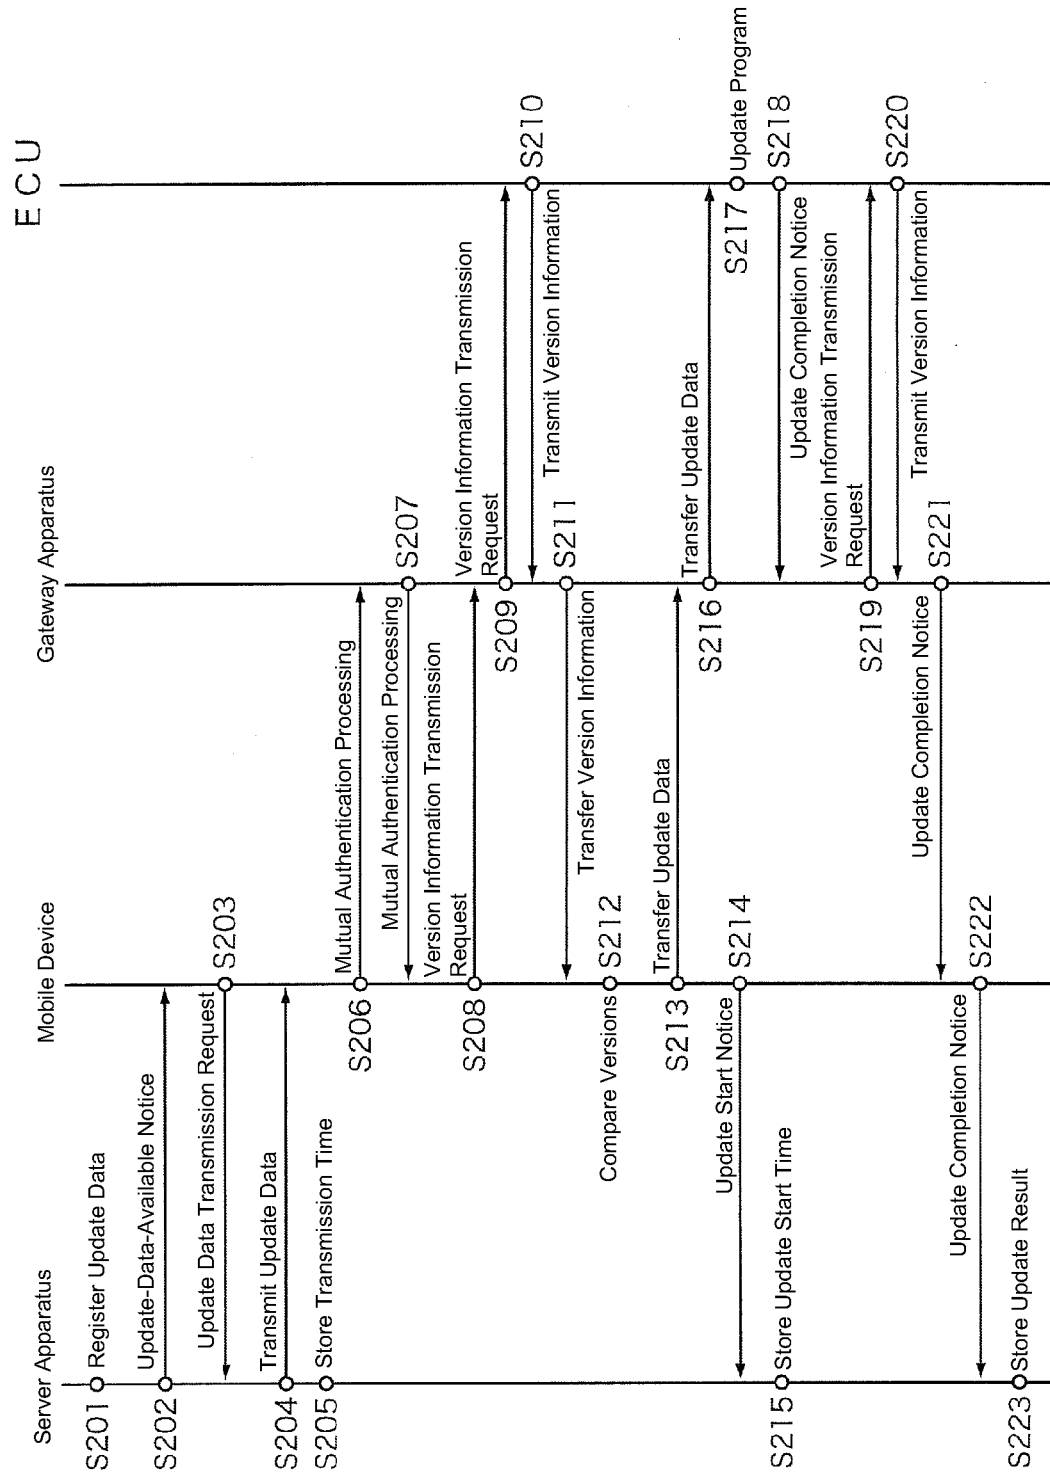 Server Apparatus
Mobile Device
Gateway Apparatus
ECU
S201
Register Update Data
S202
Update-Data-Available Notice
S203
Update Data Transmission Request
S204
Transmit Update Data
S205
Store Transmission Time
S206
Mutual Authentication Processing
S207
Mutual Authentication Processing
S208
Version Information Transmission
Request
S209
Version Information Transmission
Request
S210
Transmit Version Information
S211
Transfer Version Information
S212
Compare Versions
S213
Transfer Update Data
S214
Update Start Notice
S215
Store Update Start Time
S216
Transfer Update Data
S217
Update Program
S218
Update Completion Notice
S219
Version Information Transmission
Request
S220
Transmit Version Information
S221
Update Completion Notice
S222
Update Completion Notice
S223
Store Update Result